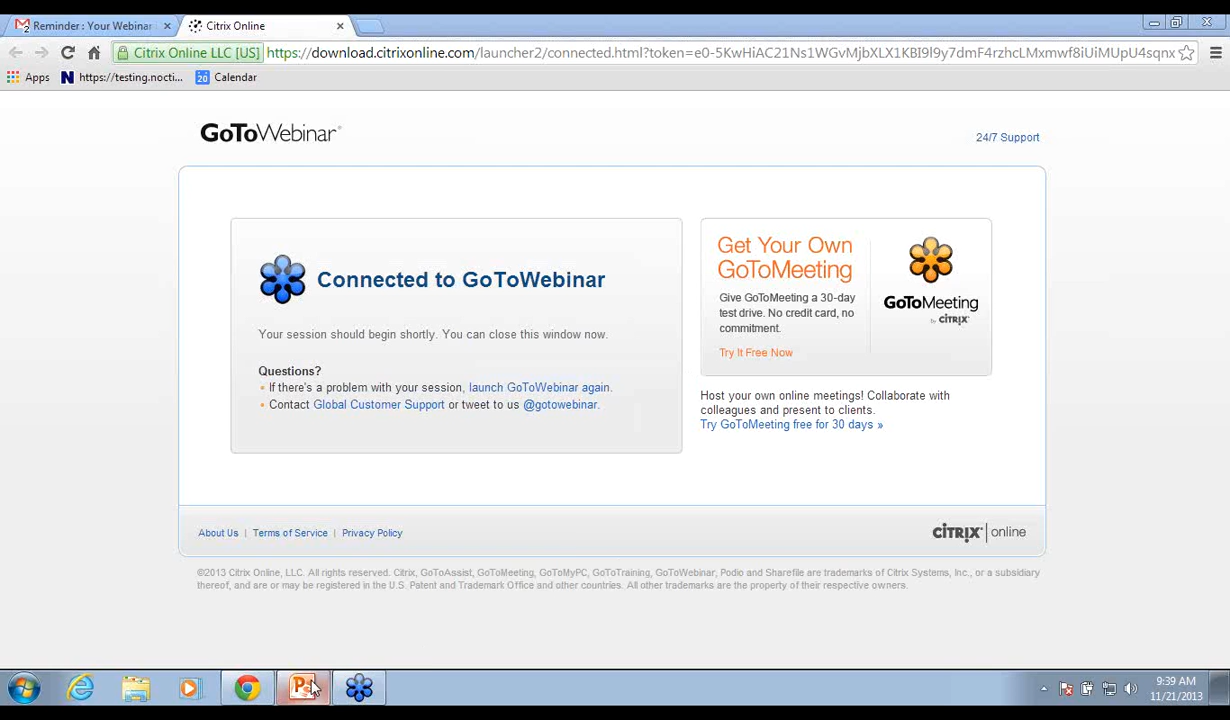 Reminder : Your Webinar
Citrix Online
Citrix Online LLC [US]
https://download.citrixonline.com/launcher2/connected.html?token=e0-5KwHiAC21Ns1WGvMjbXLX1KBI9l9y7dmF4rzhcLMxmwf8iUiMUpU4sqnx
Apps
https://testing.nocti...
20
Calendar
GoToWebinar
24/7 Support
Connected to GoToWebinar
Your session should begin shortly. You can close this window now.
Questions?
If there's a problem with your session, launch GoToWebinar again.
Contact Global Customer Support or tweet to us @gotowebinar.
Get Your Own
GoToMeeting
Give GoToMeeting a 30-day
test drive. No credit card, no
commitment.
Try It Free Now
GoToMeeting
by CITRIX
Host your own online meetings! Collaborate with
colleagues and present to clients.
Try GoToMeeting free for 30 days »
About Us | Terms of Service | Privacy Policy
CITRIX | online
©2013 Citrix Online, LLC. All rights reserved. Citrix, GoToAssist, GoToMeeting, GoToMyPC, GoToTraining, GoToWebinar, Podio and Sharefile are trademarks of Citrix Systems, Inc., or a subsidiary
thereof, and are or may be registered in the U.S. Patent and Trademark Office and other countries. All other trademarks are the property of their respective owners.
9:39 AM
11/21/2013